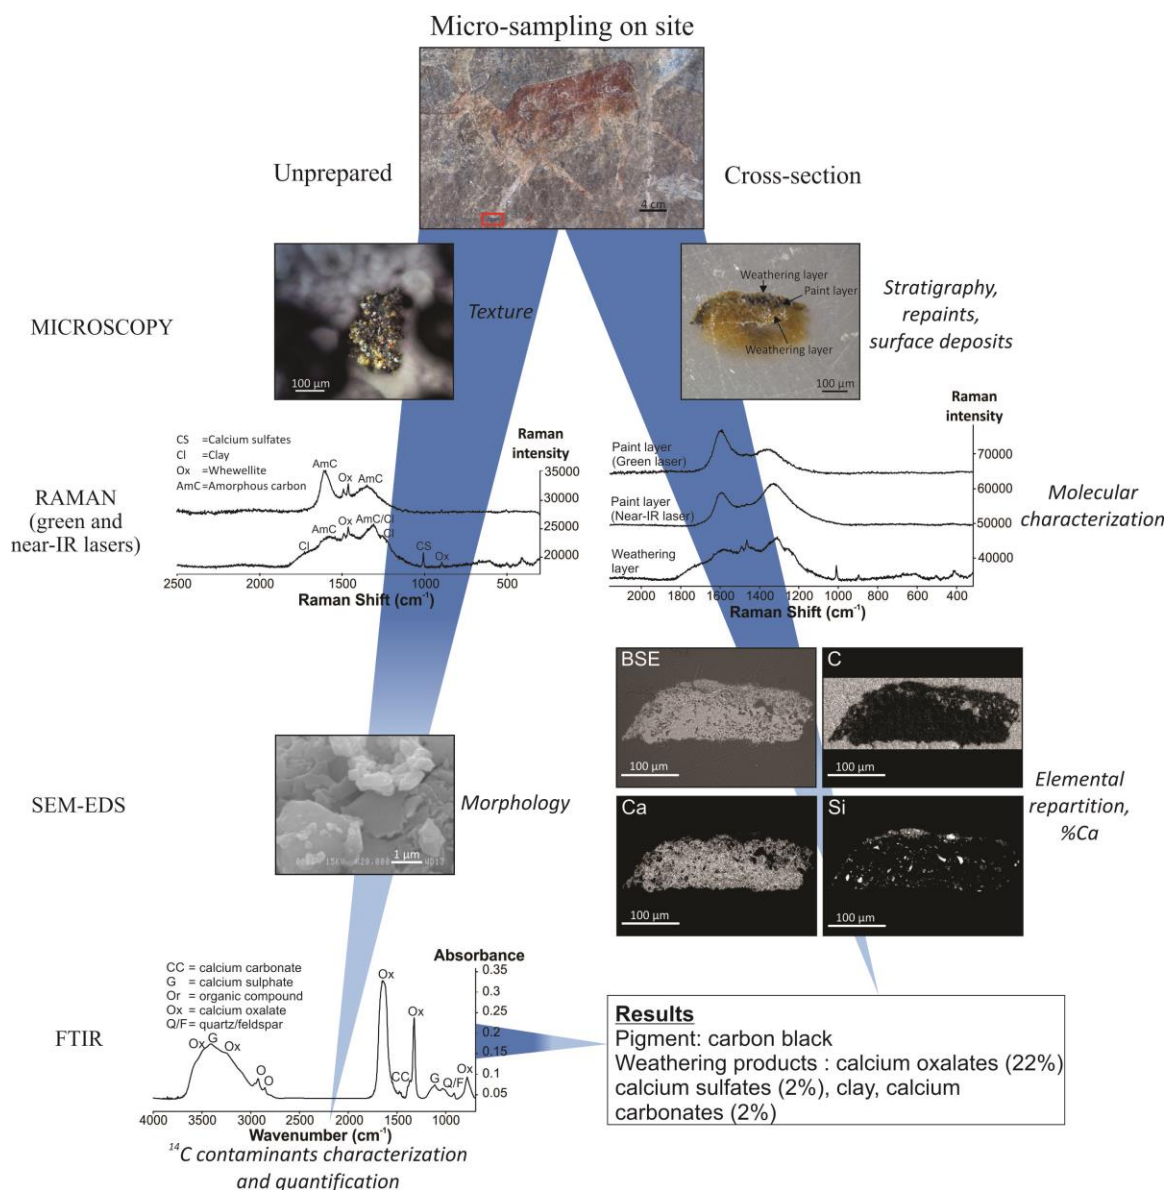 Micro-sampling on site
Unprepared
Cross-section
4 cm
MICROSCOPY
100 µm
Texture
Weathering layer
Paint layer
Weathering layer
100 µm
Stratigraphy,
repaints,
surface deposits
RAMAN
(green and
near-IR lasers)
CS =Calcium sulfates
Cl =Clay
Ox =Whewellite
AmC=Amorphous carbon
Raman
intensity
35000
30000
25000
20000
AmC
Ox
AmC
Cl
AmC
Ox
AmC/Cl
Cl
CS
Ox
2500 2000 1500 1000 500
Raman Shift (cm⁻¹)
Raman
intensity
Paint layer
(Green laser)
70000
Paint layer
(Near-IR laser)
60000
50000
Weathering
layer
40000
2000 1800 1600 1400 1200 1000 800 600 400
Raman Shift (cm⁻¹)
Molecular
characterization
SEM-EDS
15KV X20,000 1 µm WD13
Morphology
BSE
100 µm
C
100 µm
Ca
100 µm
Si
100 µm
Elemental
repartition,
%Ca
FTIR
CC = calcium carbonate
G = calcium sulphate
Or = organic compound
Ox = calcium oxalate
Q/F = quartz/feldspar
Absorbance
0.35
0.3
0.25
0.2
0.15
0.1
0.05
Ox
G
Ox
O
O
Ox
CC
Ox
G
Q/F
Ox
4000 3500 3000 2500 2000 1500 1000
Wavenumber (cm⁻¹)
¹⁴C contaminants characterization
and quantification
Results
Pigment: carbon black
Weathering products : calcium oxalates (22%)
calcium sulfates (2%), clay, calcium
carbonates (2%)